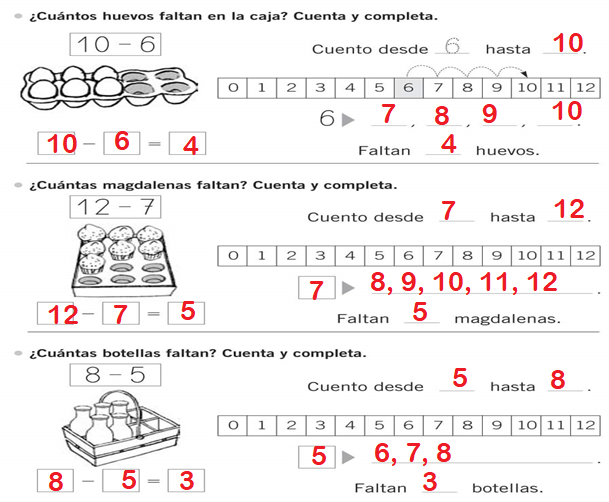 ¿Cuántos huevos faltan en la caja? Cuenta y completa.
10 – 6
Cuento desde 6 hasta 10.
0 1 2 3 4 5 6 7 8 9 10 11 12
6 ▶ 7, 8, 9, 10.
10 – 6 = 4
Faltan 4 huevos.
¿Cuántas magdalenas faltan? Cuenta y completa.
12 – 7
Cuento desde 7 hasta 12.
0 1 2 3 4 5 6 7 8 9 10 11 12
7 ▶ 8, 9, 10, 11, 12.
12 – 7 = 5
Faltan 5 magdalenas.
¿Cuántas botellas faltan? Cuenta y completa.
8 – 5
Cuento desde 5 hasta 8.
0 1 2 3 4 5 6 7 8 9 10 11 12
5 ▶ 6, 7, 8.
8 – 5 = 3
Faltan 3 botellas.